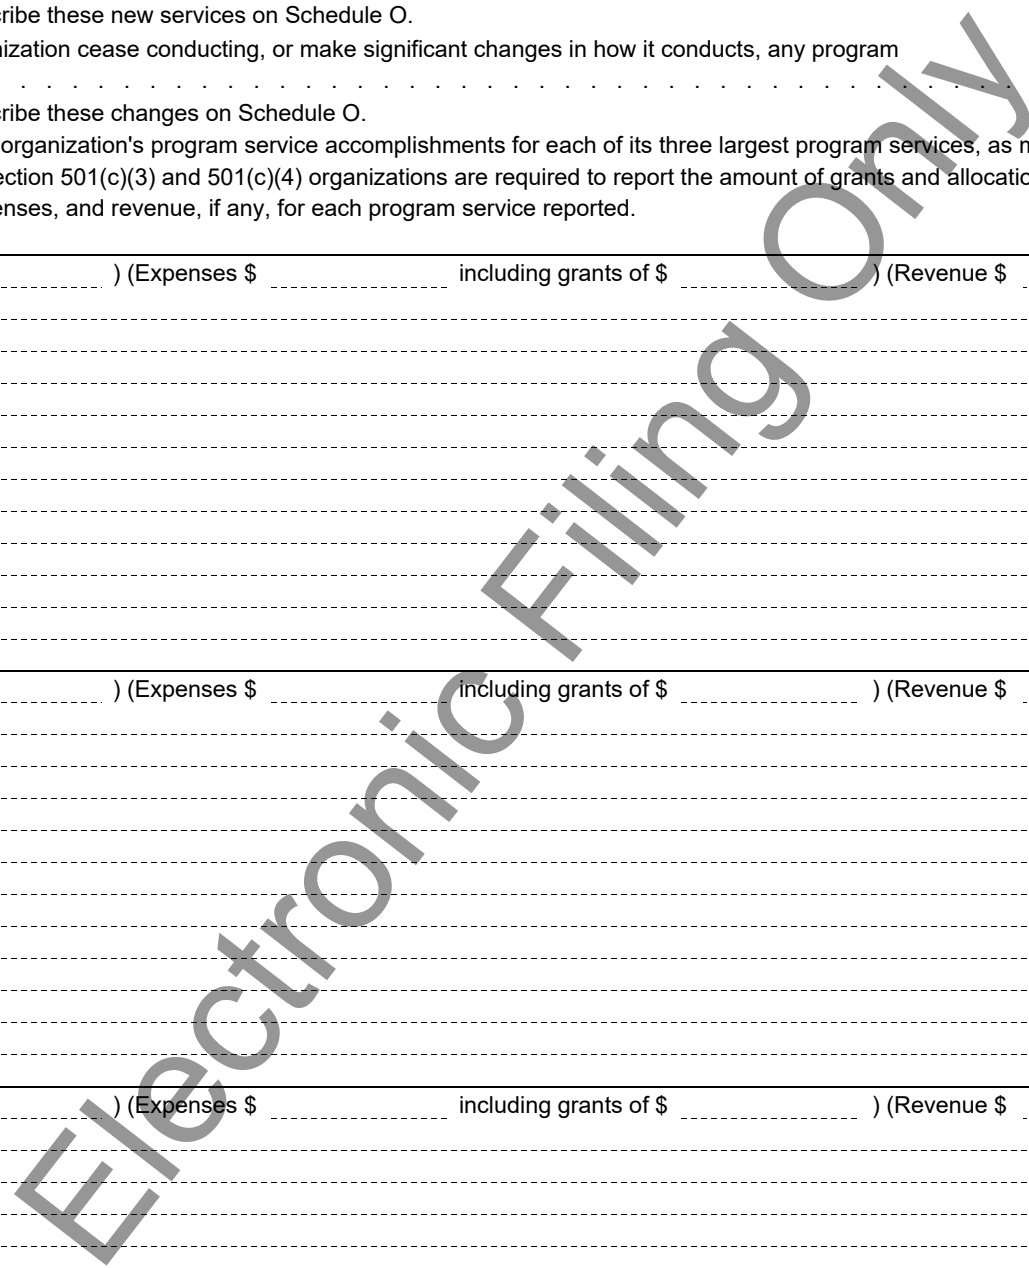 ribe these new services on Schedule O.
ization cease conducting, or make significant changes in how it conducts, any program
. . . . . . . . . . . . . . . . . . . . . . . . . . . . . . . . . . . . . . .
ribe these changes on Schedule O.
organization's program service accomplishments for each of its three largest program services, as m
ection 501(c)(3) and 501(c)(4) organizations are required to report the amount of grants and allocatio
enses, and revenue, if any, for each program service reported.
) (Expenses $ including grants of $ ) (Revenue $
) (Expenses $ including grants of $ ) (Revenue $
) (Expenses $ including grants of $ ) (Revenue $
Electronic Filing Only